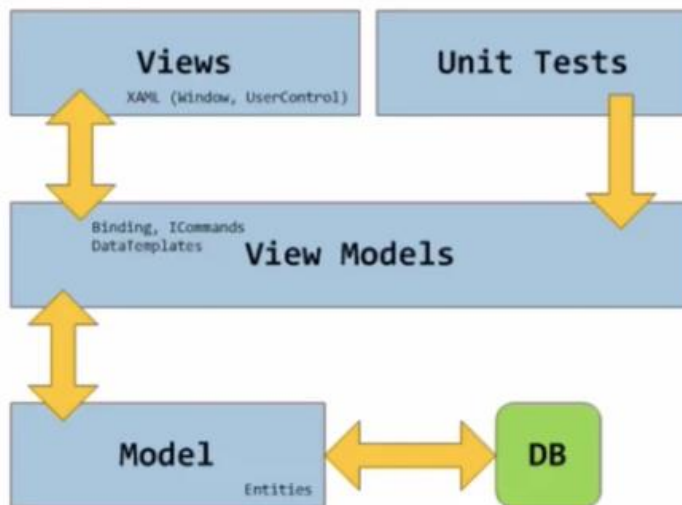 Views
XAML (Window, UserControl)
Unit Tests
Binding, ICommands
DataTemplates
View Models
Model
Entities
DB